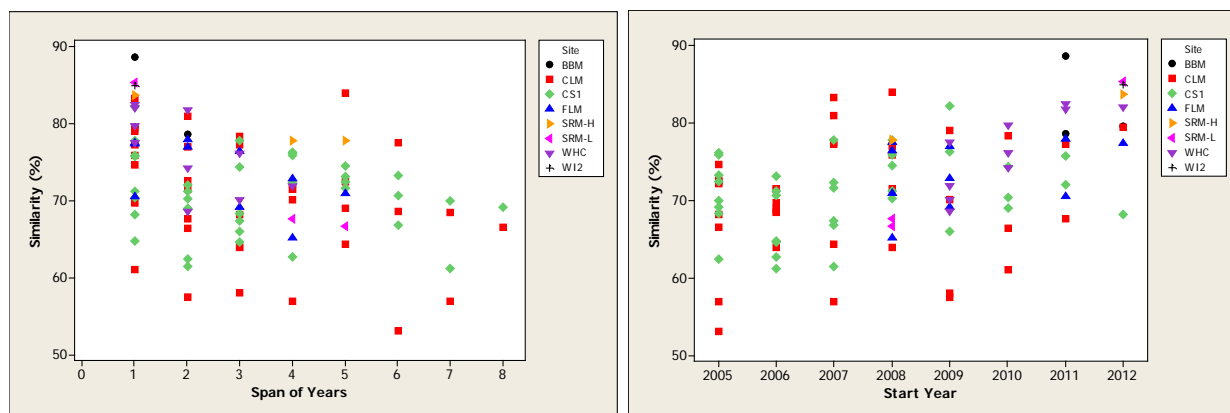 90
80
70
60
50
Similarity (%)
0 1 2 3 4 5 6 7 8
Span of Years
Site
BBM
CLM
CS1
FLM
SRM-H
SRM-L
WHC
WI2
90
80
70
60
50
Similarity (%)
2005 2006 2007 2008 2009 2010 2011 2012
Start Year
Site
BBM
CLM
CS1
FLM
SRM-H
SRM-L
WHC
WI2